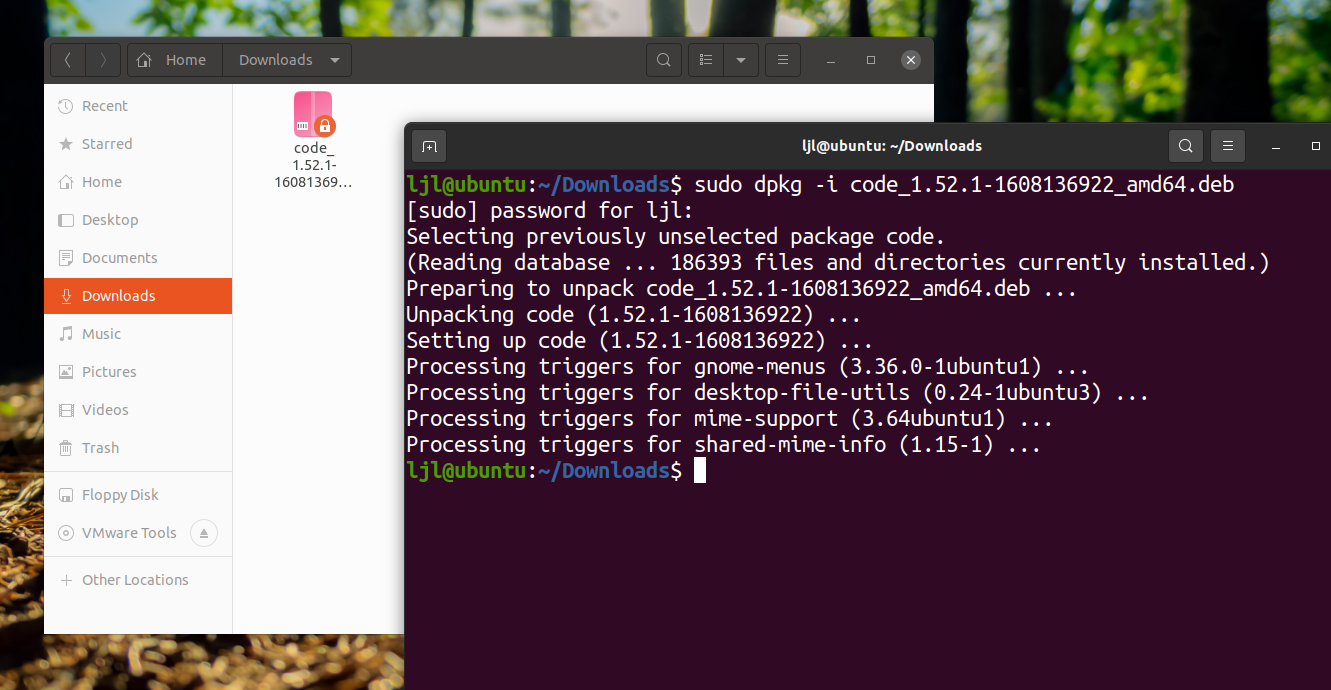 Home Downloads
Recent
Starred
Home
Desktop
Documents
Downloads
Music
Pictures
Videos
Trash
Floppy Disk
VMware Tools
Other Locations
code_
1.52.1-
16081369...
ljl@ubuntu: ~/Downloads
ljl@ubuntu:~/Downloads$ sudo dpkg -i code_1.52.1-1608136922_amd64.deb
[sudo] password for ljl:
Selecting previously unselected package code.
(Reading database ... 186393 files and directories currently installed.)
Preparing to unpack code_1.52.1-1608136922_amd64.deb ...
Unpacking code (1.52.1-1608136922) ...
Setting up code (1.52.1-1608136922) ...
Processing triggers for gnome-menus (3.36.0-1ubuntu1) ...
Processing triggers for desktop-file-utils (0.24-1ubuntu3) ...
Processing triggers for mime-support (3.64ubuntu1) ...
Processing triggers for shared-mime-info (1.15-1) ...
ljl@ubuntu:~/Downloads$